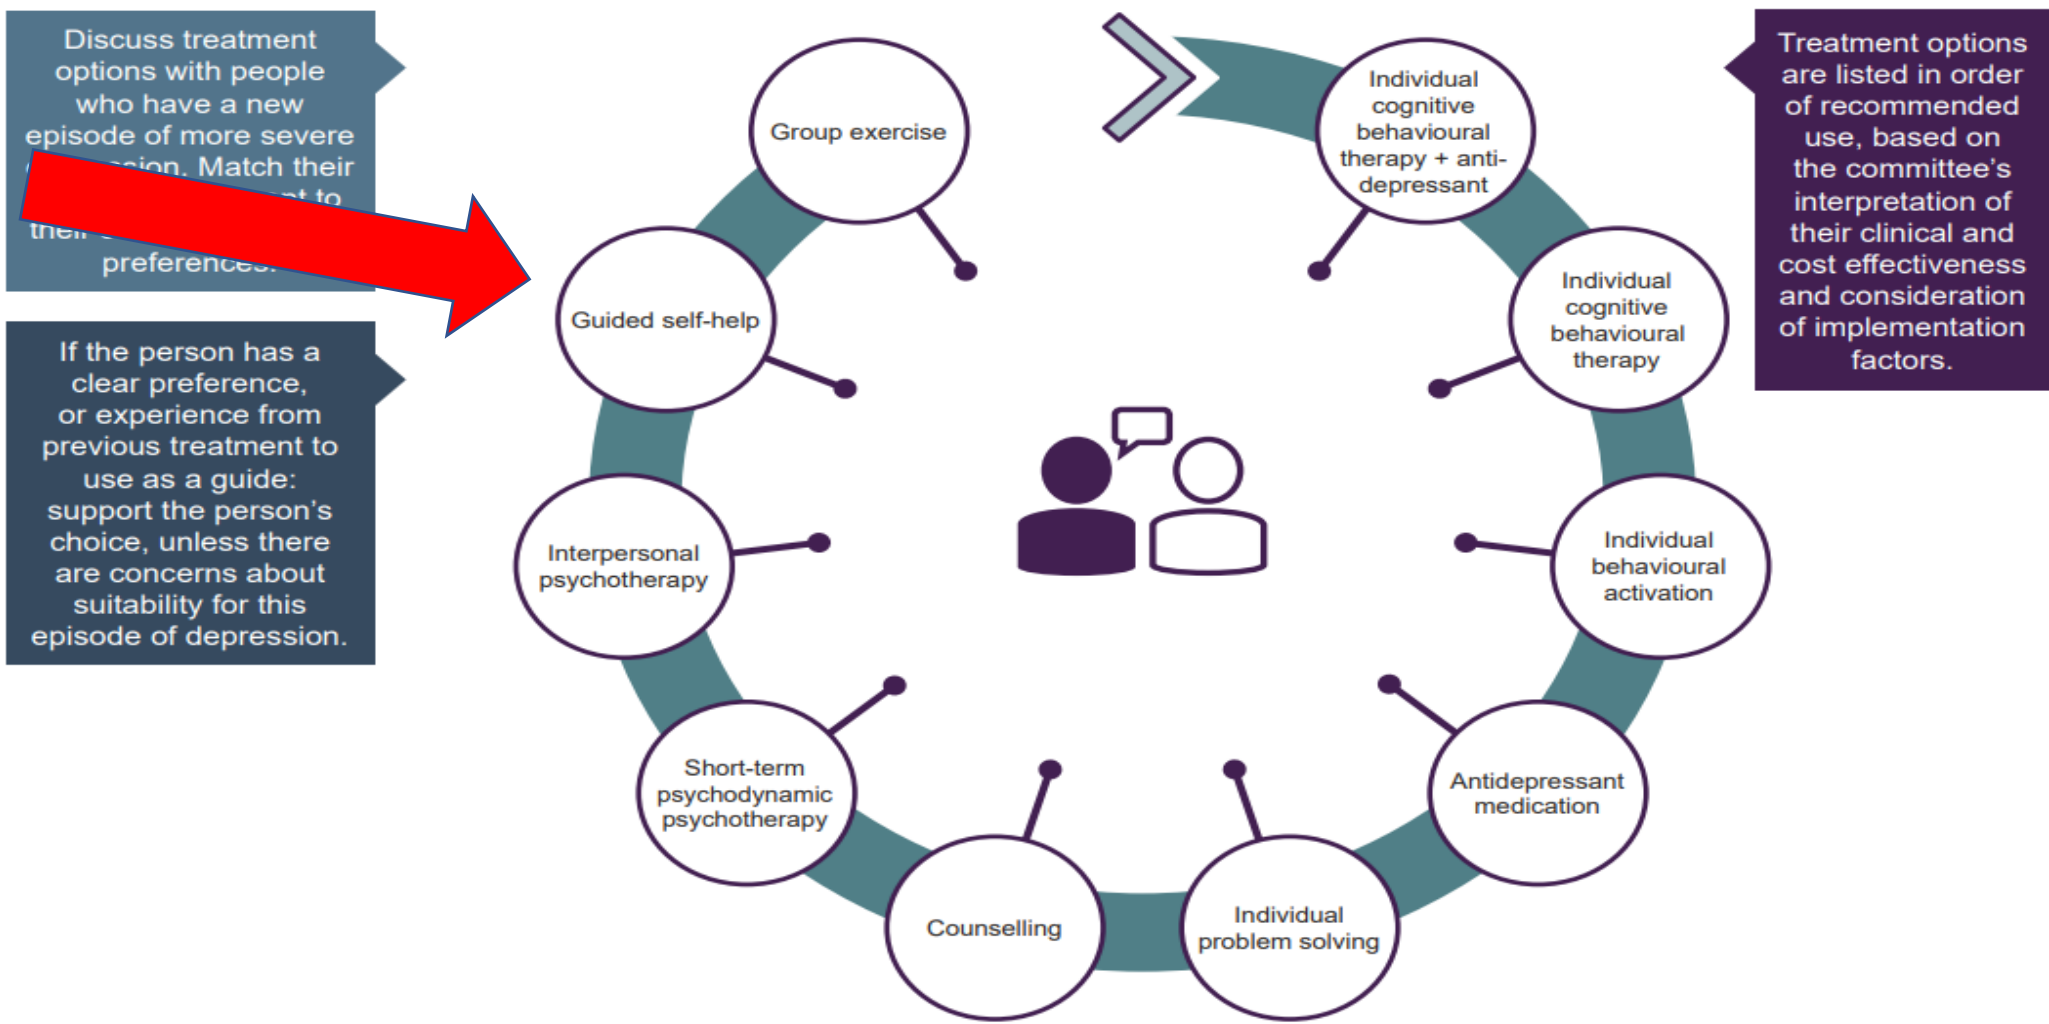 Discuss treatment
options with people
who have a new
episode of more severe
Match their
to
preferences.
If the person has a
clear preference,
or experience from
previous treatment to
use as a guide:
support the person's
choice, unless there
are concerns about
suitability for this
episode of depression.
Group exercise
Guided self-help
Interpersonal
psychotherapy
Short-term
psychodynamic
psychotherapy
Counselling
Individual
problem solving
Antidepressant
medication
Individual
behavioural
activation
Individual
cognitive
behavioural
therapy
Individual
cognitive
behavioural
therapy + anti-
depressant
Treatment options
are listed in order
of recommended
use, based on
the committee's
interpretation of
their clinical and
cost effectiveness
and consideration
of implementation
factors.